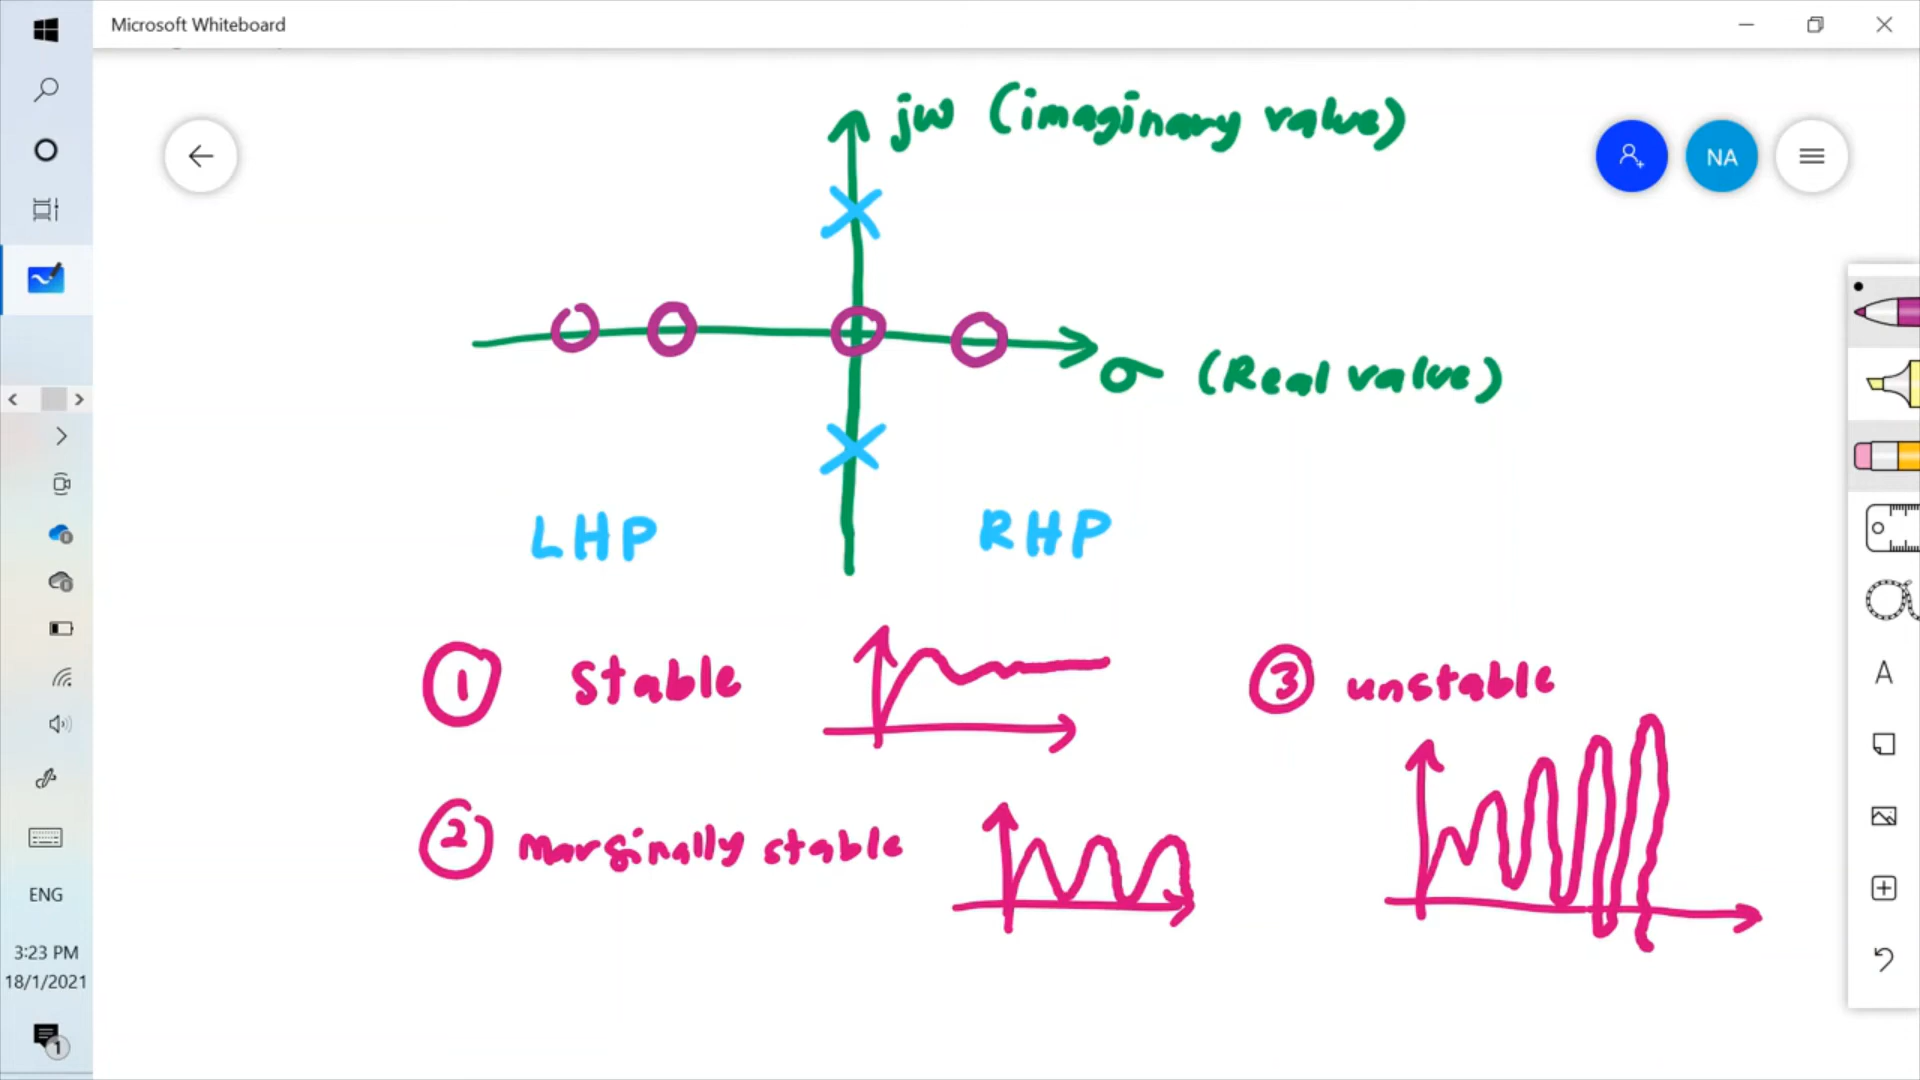 Microsoft Whiteboard
jw (imaginary value)
NA
σ (Real value)
LHP
RHP
1 stable
3 unstable
2 marginally stable
A
ENG
3:23 PM
18/1/2021
1